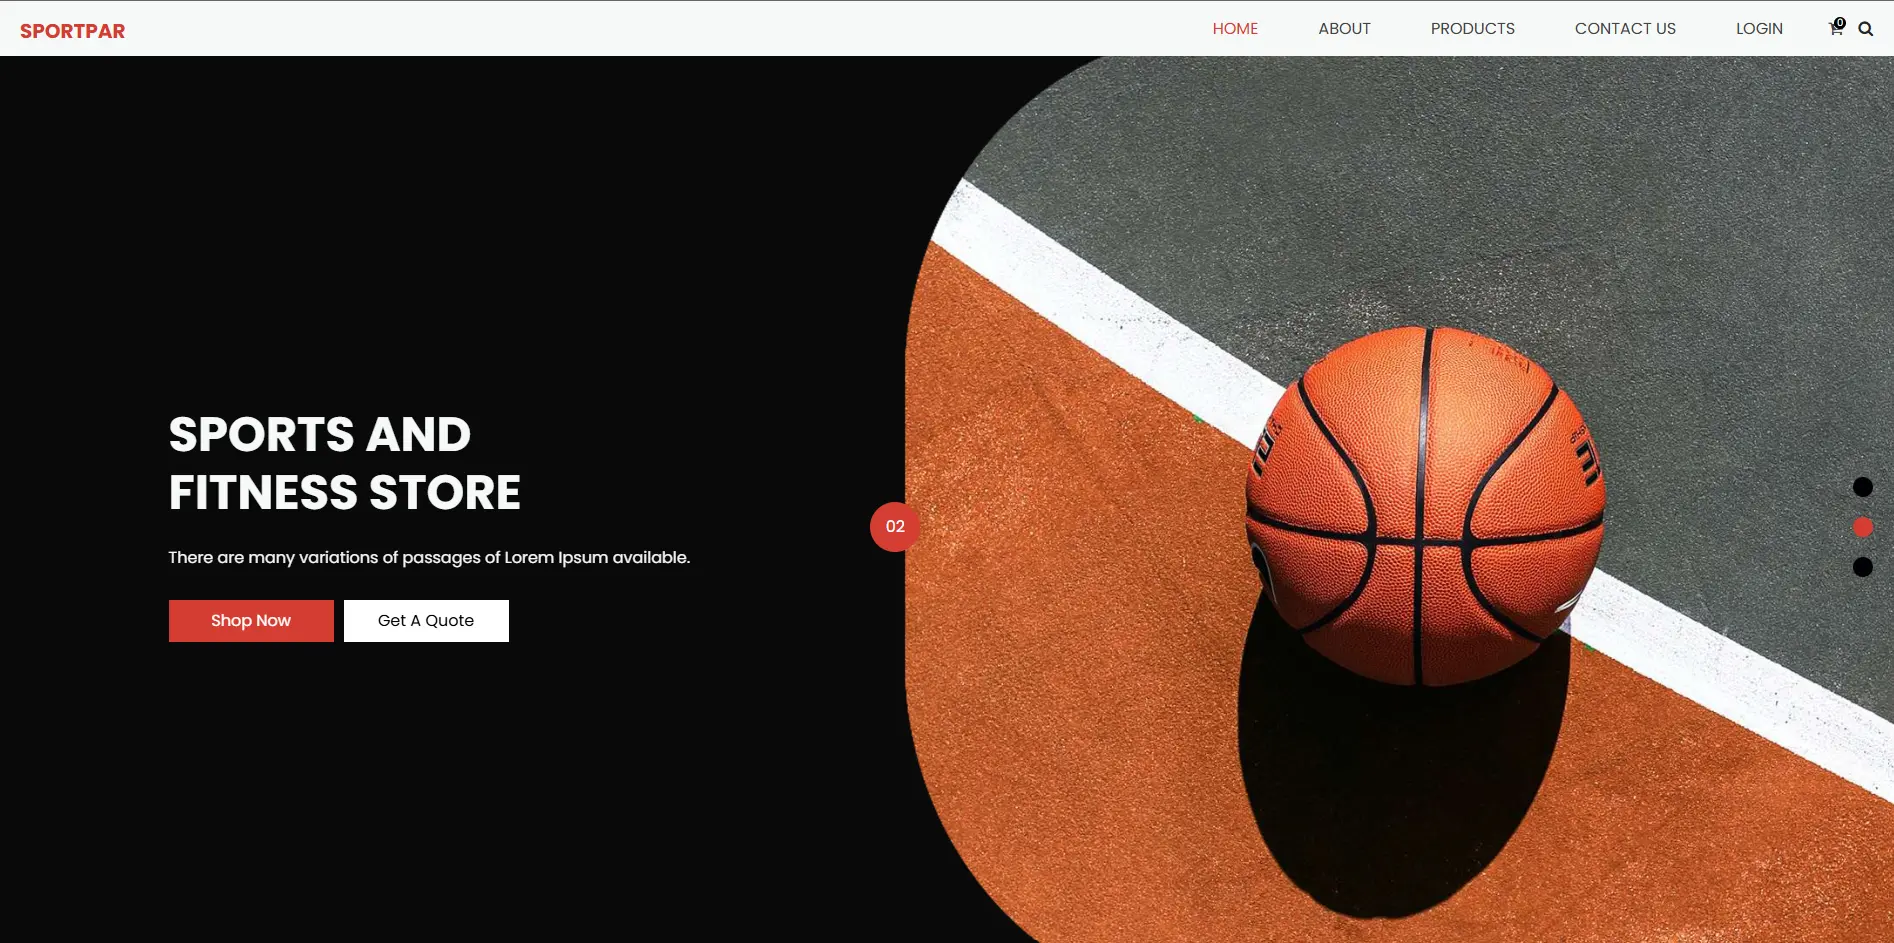 SPORTPAR
HOME
ABOUT
PRODUCTS
CONTACT US
LOGIN
0
SPORTS AND
FITNESS STORE
There are many variations of passages of Lorem Ipsum available.
Shop Now
Get A Quote
02